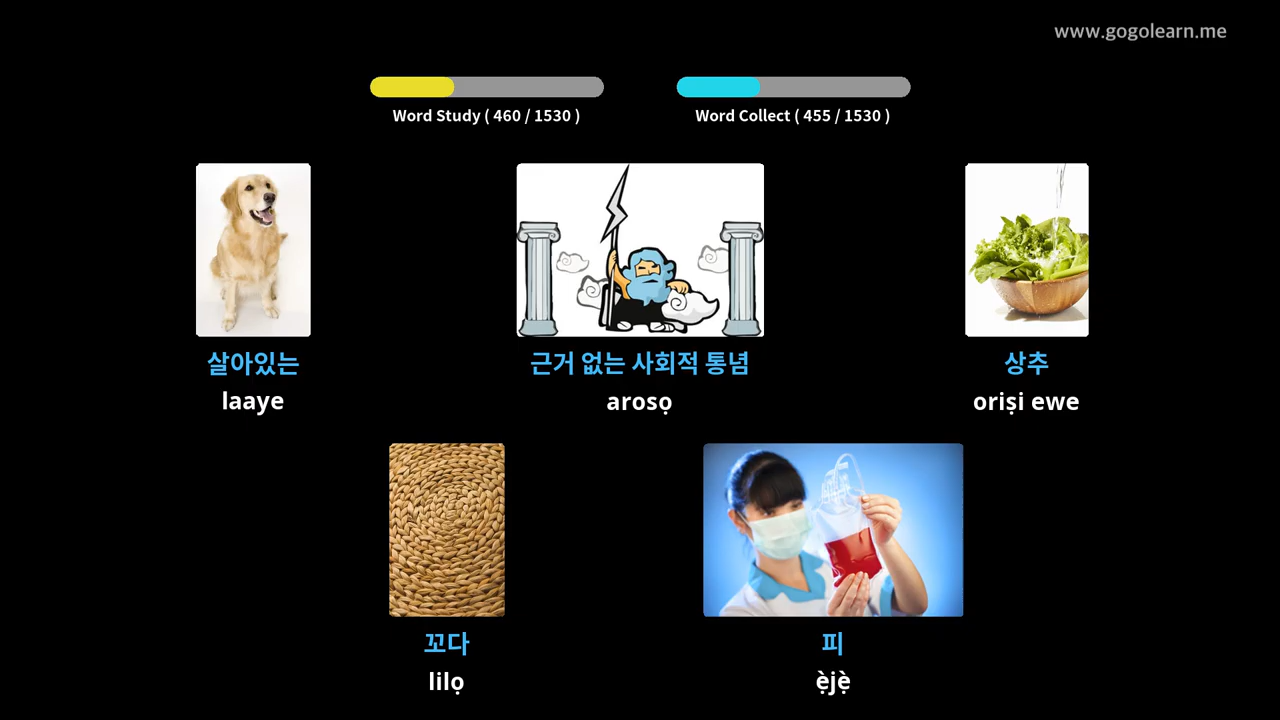 www.gogolearn.me
Word Study ( 460 / 1530 )
Word Collect ( 455 / 1530 )
살아있는
laaye
근거 없는 사회적 통념
arosọ
상추
oriṣi ewe
꼬다
lilọ
피
ẹ̀jẹ̀